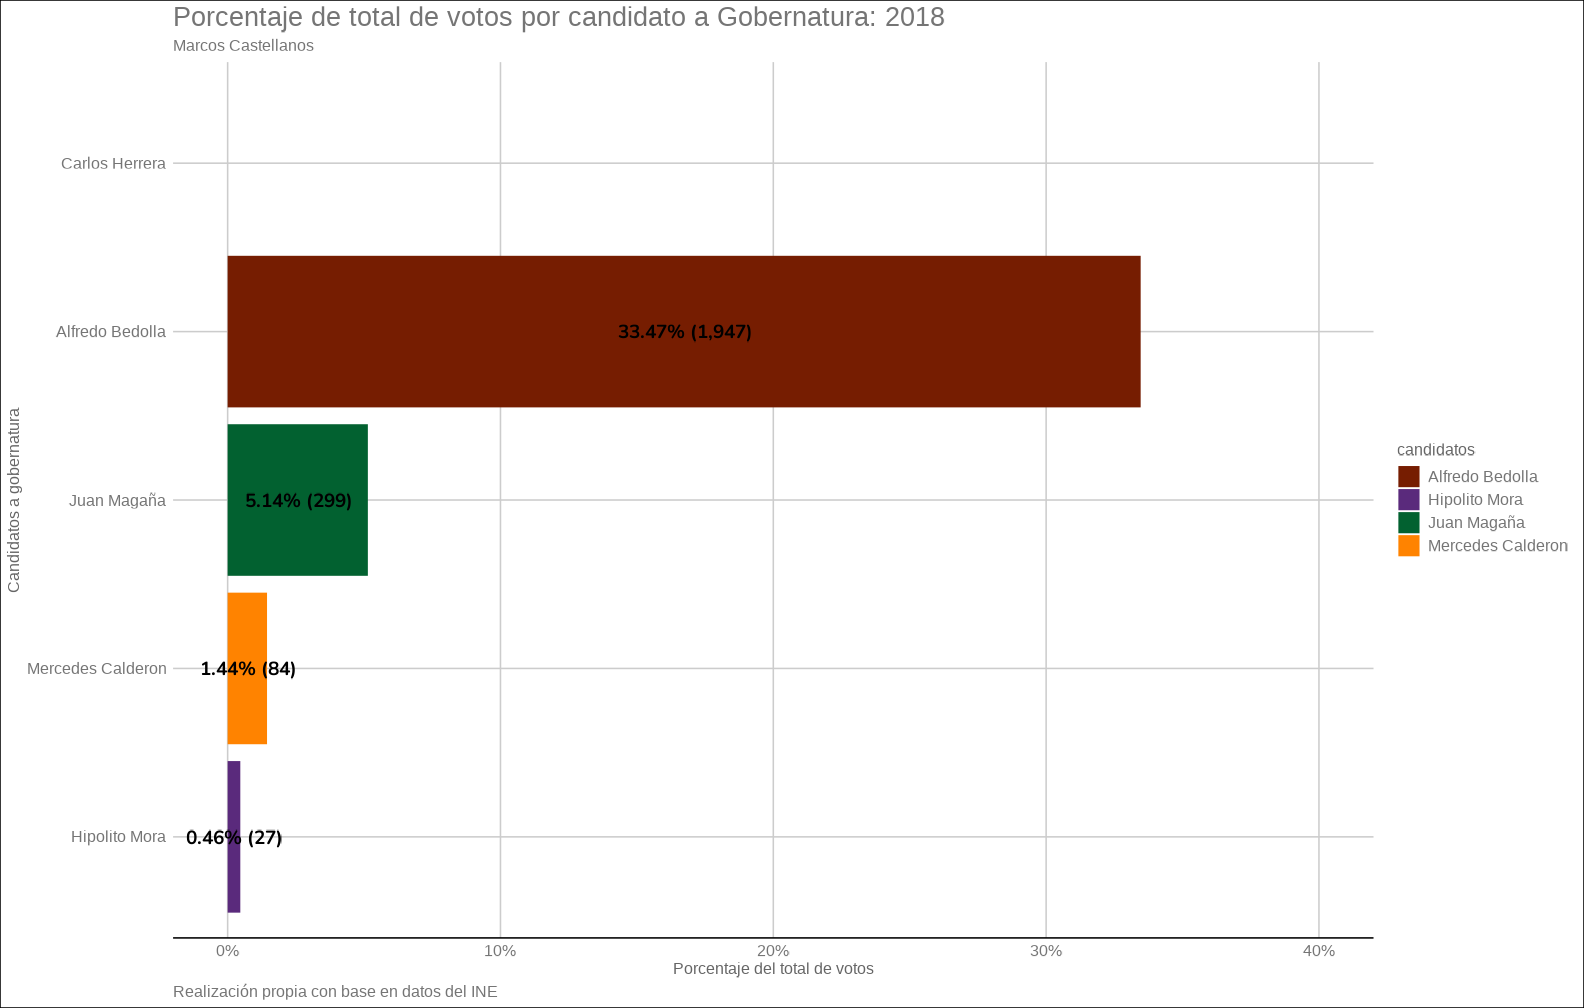 Porcentaje de total de votos por candidato a Gobernatura: 2018
Marcos Castellanos
Candidatos a gobernatura
Carlos Herrera
Alfredo Bedolla
33.47% (1,947)
Juan Magaña
5.14% (299)
Mercedes Calderon
1.44% (84)
Hipolito Mora
0.46% (27)
0%
10%
20%
30%
40%
Porcentaje del total de votos
candidatos
Alfredo Bedolla
Hipolito Mora
Juan Magaña
Mercedes Calderon
Realización propia con base en datos del INE